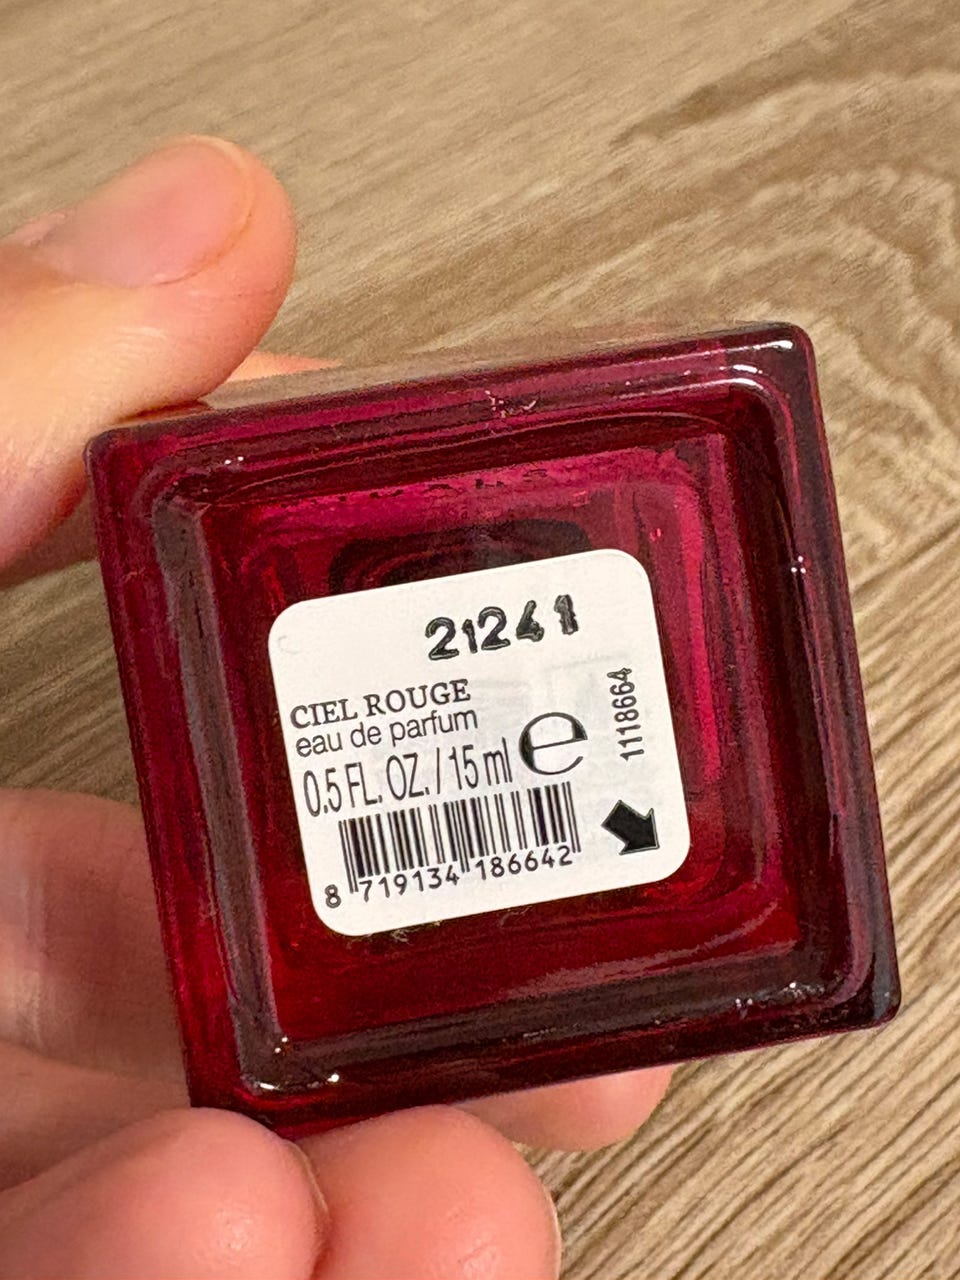 21241
CIEL ROUGE
eau de parfum
0.5 FL. OZ. / 15 ml e
1118664
8 719134 186642